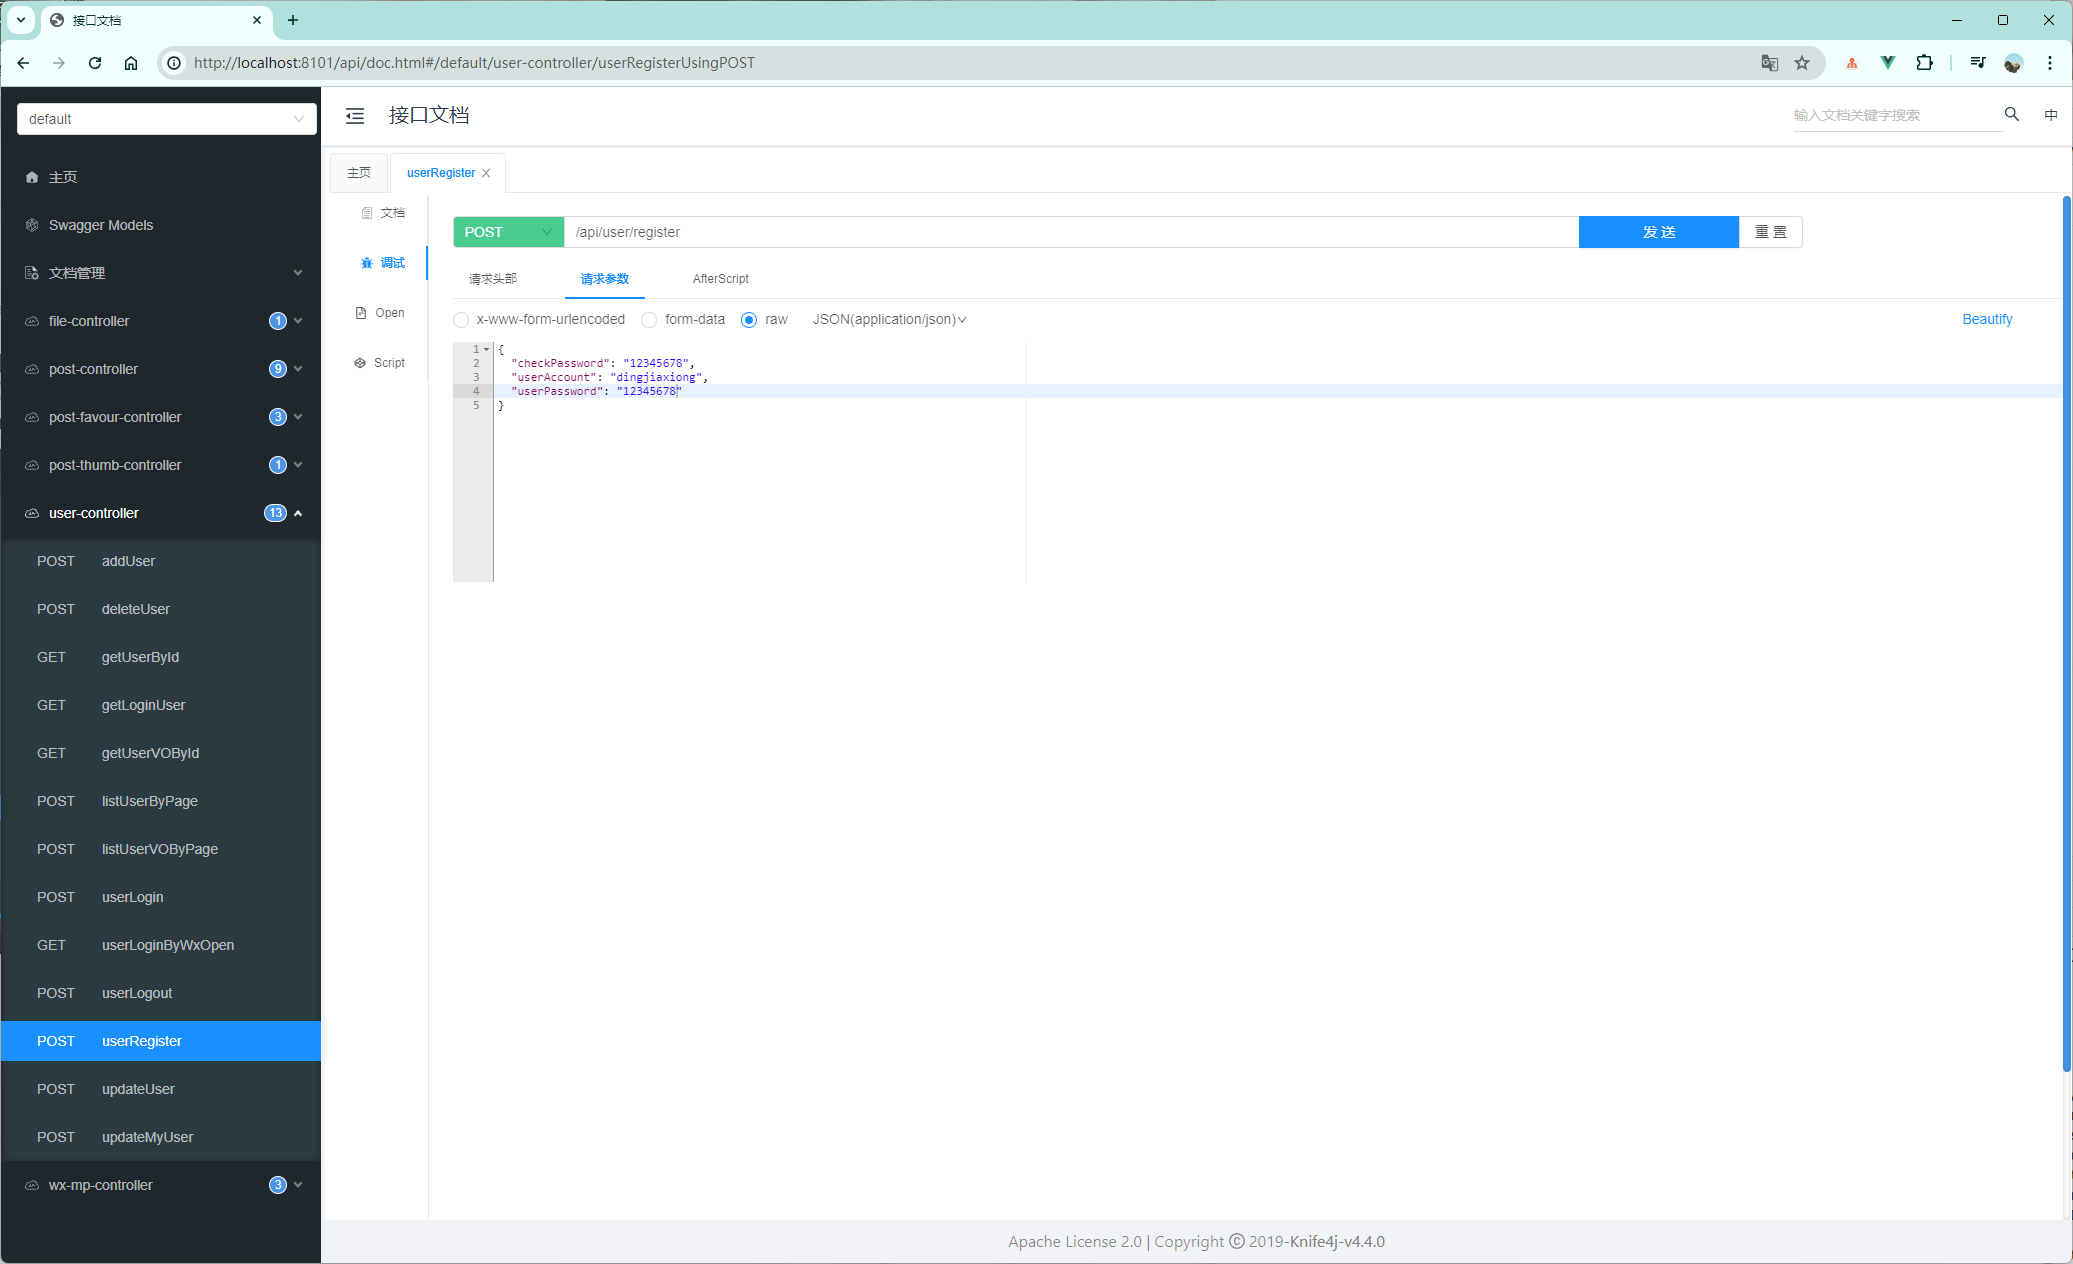 接口文档
http://localhost:8101/api/doc.html#/default/user-controller/userRegisterUsingPOST
default
接口文档
输入文档关键字搜索
中
主页
Swagger Models
文档管理
file-controller 1
post-controller 9
post-favour-controller 3
post-thumb-controller 1
user-controller 13
POST addUser
POST deleteUser
GET getUserById
GET getLoginUser
GET getUserVOById
POST listUserByPage
POST listUserVOByPage
POST userLogin
GET userLoginByWxOpen
POST userLogout
POST userRegister
POST updateUser
POST updateMyUser
wx-mp-controller 3
主页 userRegister
文档
调试
Open
Script
POST /api/user/register 发 送 重 置
请求头部 请求参数 AfterScript
x-www-form-urlencoded form-data raw JSON(application/json) Beautify
1 {
2 "checkPassword": "12345678",
3 "userAccount": "dingjiaxiong",
4 "userPassword": "12345678"
5 }
Apache License 2.0 | Copyright © 2019-Knife4j-v4.4.0